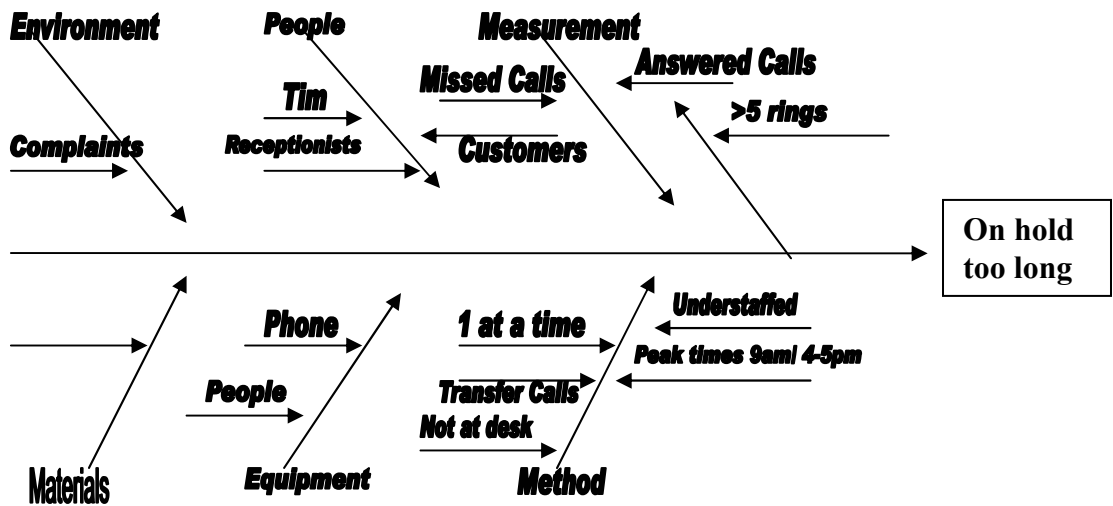 Environment
People
Measurement
Answered Calls
Missed Calls
Tim
>5 rings
Complaints
Receptionists
Customers
On hold
too long
Understaffed
Phone
1 at a time
Peak times 9am/ 4-5pm
People
Transfer Calls
Not at desk
Materials
Equipment
Method